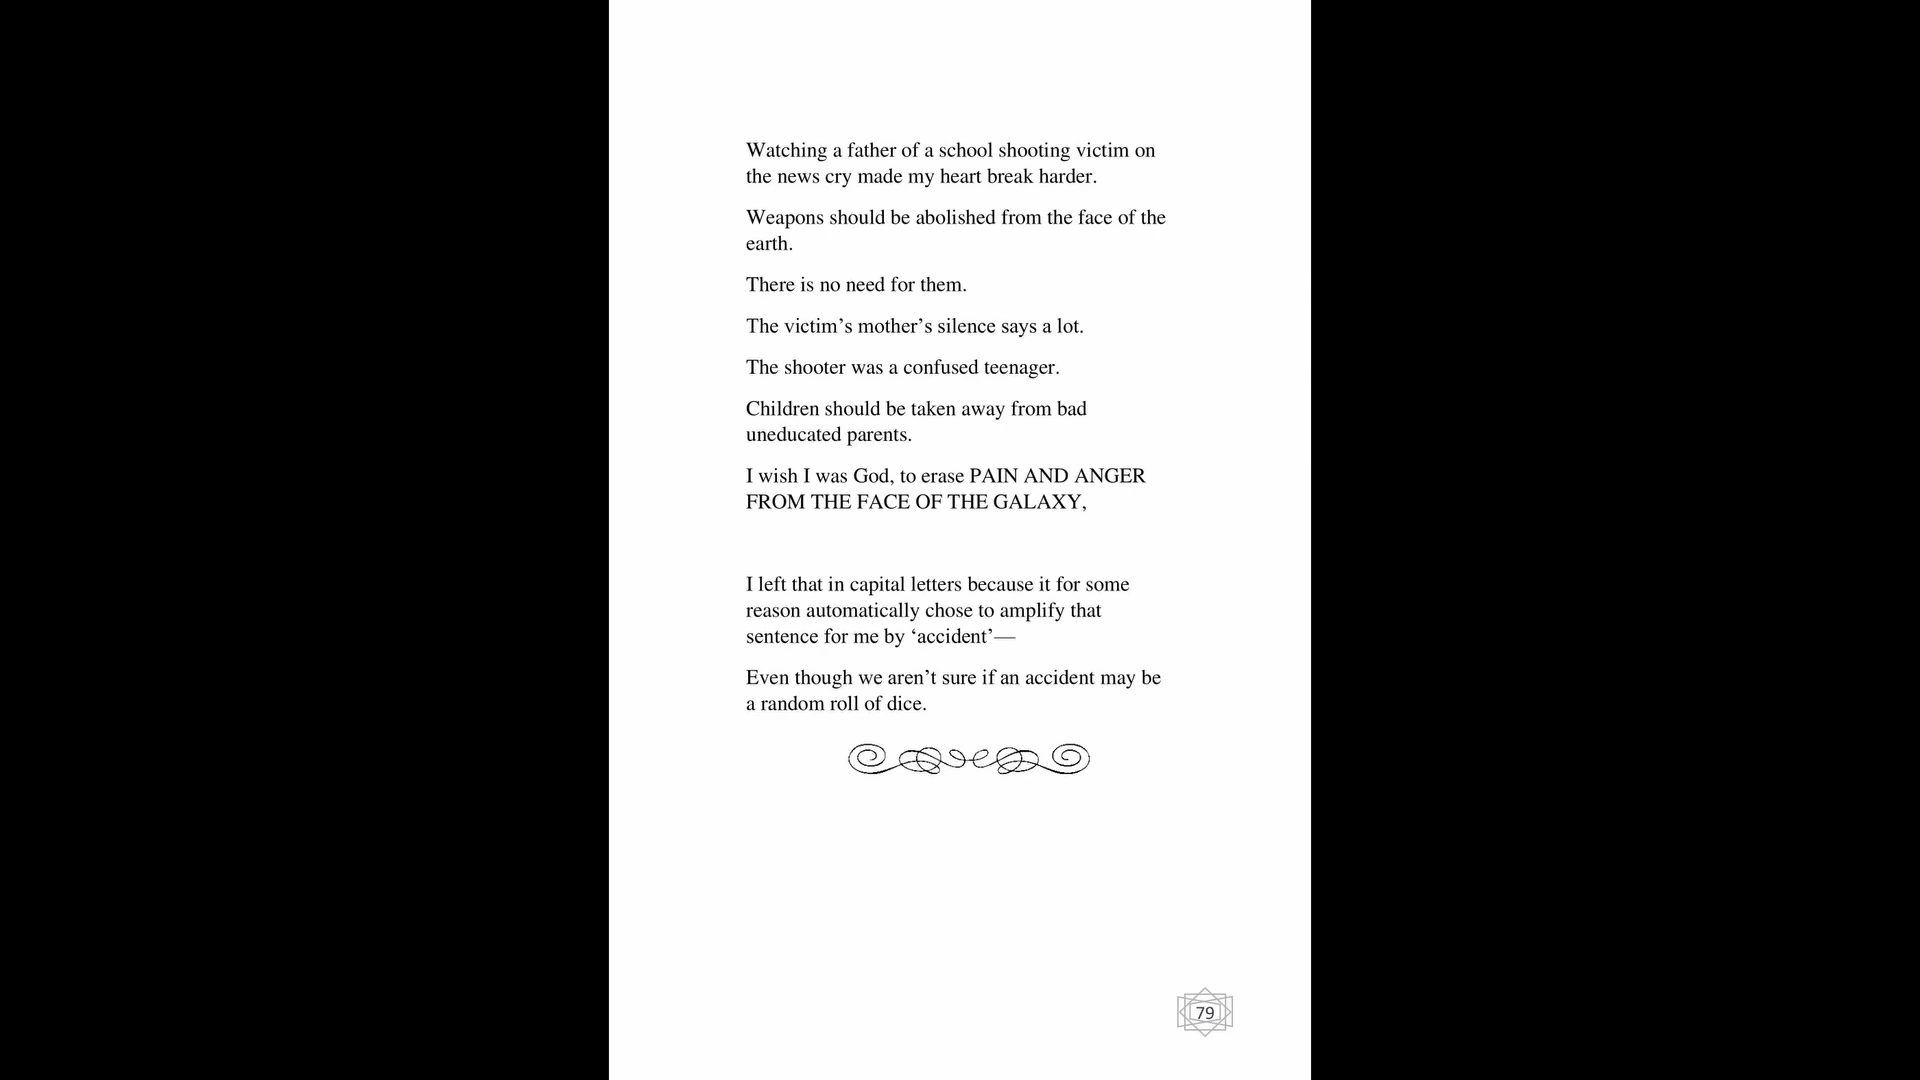 Watching a father of a school shooting victim on
the news cry made my heart break harder.
Weapons should be abolished from the face of the
earth.
There is no need for them.
The victim’s mother’s silence says a lot.
The shooter was a confused teenager.
Children should be taken away from bad
uneducated parents.
I wish I was God, to erase PAIN AND ANGER
FROM THE FACE OF THE GALAXY,
I left that in capital letters because it for some
reason automatically chose to amplify that
sentence for me by ‘accident’—
Even though we aren’t sure if an accident may be
a random roll of dice.
79